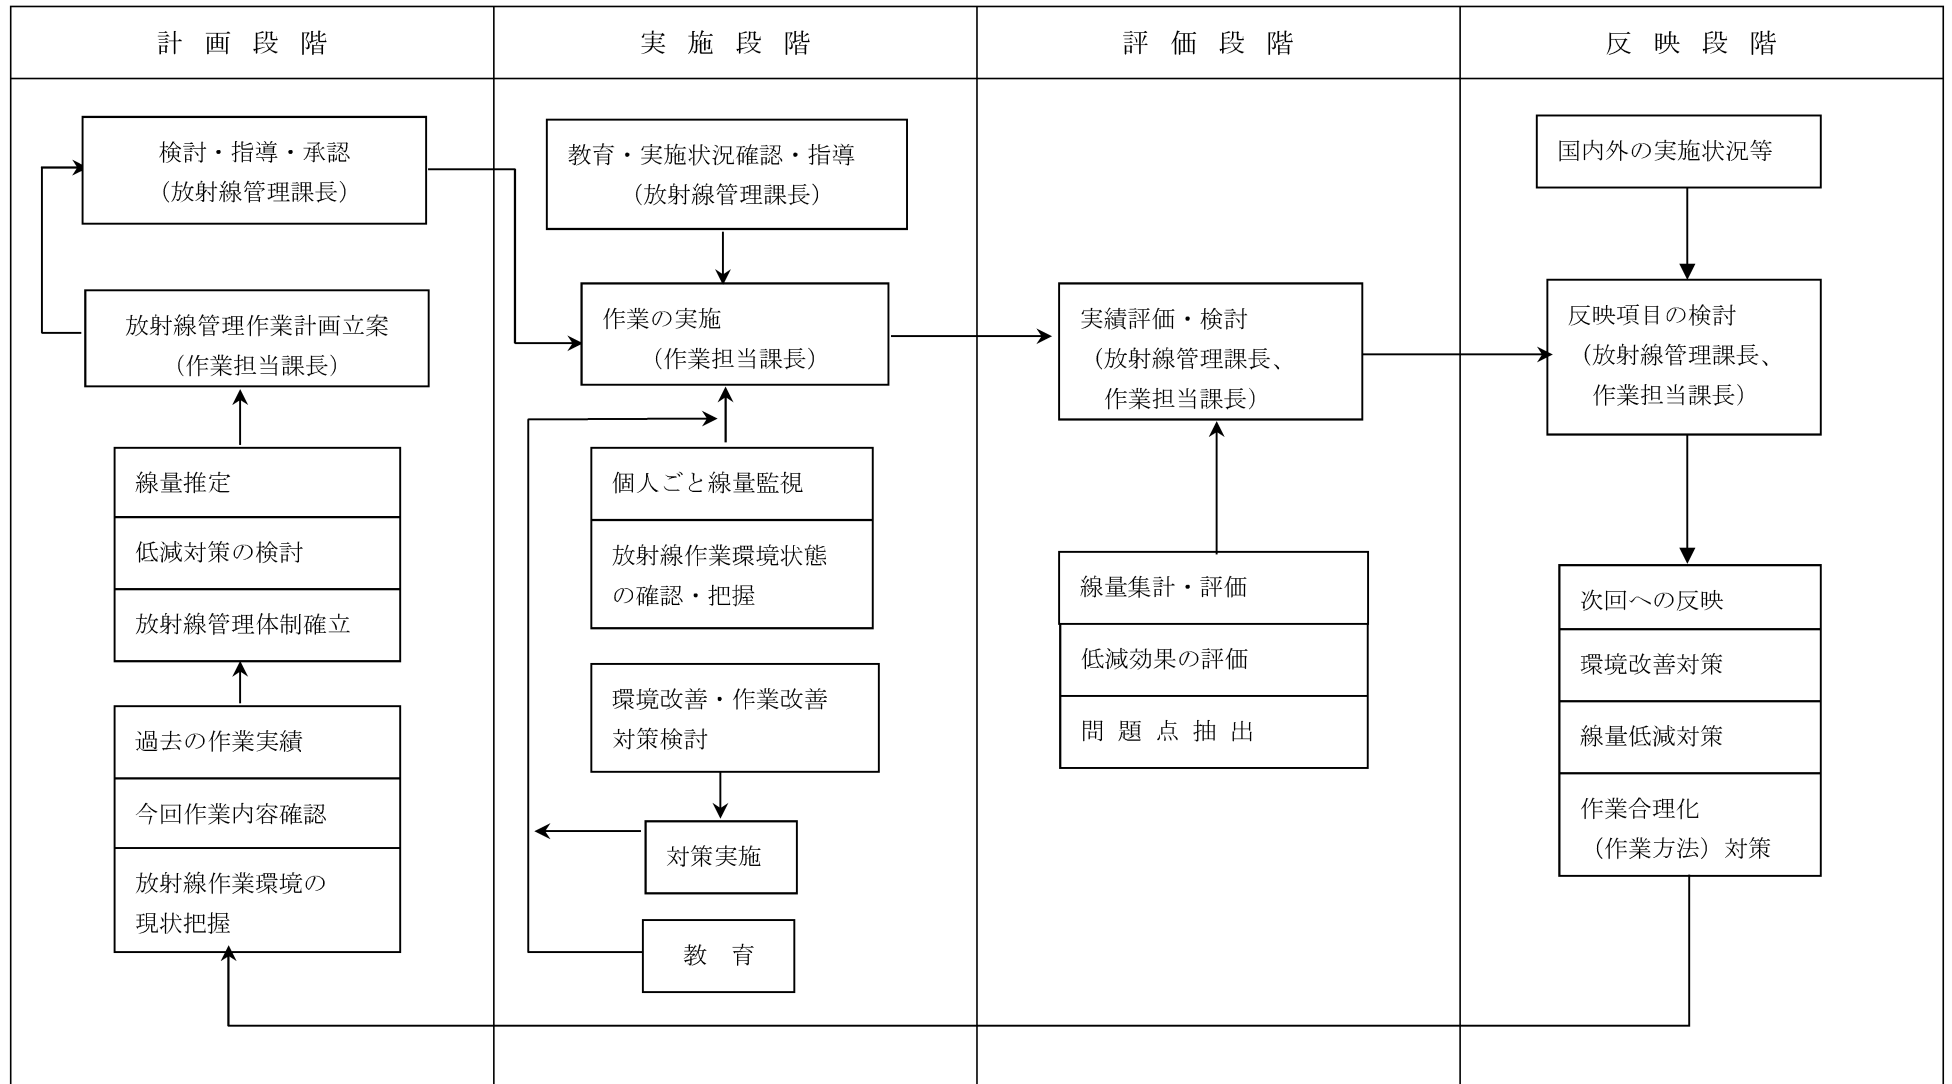 計画段階
実施段階
評価段階
反映段階
検討・指導・承認
（放射線管理課長）
放射線管理作業計画立案
（作業担当課長）
線量推定
低減対策の検討
放射線管理体制確立
過去の作業実績
今回作業内容確認
放射線作業環境の
現状把握
教育・実施状況確認・指導
（放射線管理課長）
作業の実施
（作業担当課長）
個人ごと線量監視
放射線作業環境状態
の確認・把握
環境改善・作業改善
対策検討
対策実施
教　育
実績評価・検討
（放射線管理課長、
作業担当課長）
線量集計・評価
低減効果の評価
問題点抽出
国内外の実施状況等
反映項目の検討
（放射線管理課長、
作業担当課長）
次回への反映
環境改善対策
線量低減対策
作業合理化
（作業方法）対策